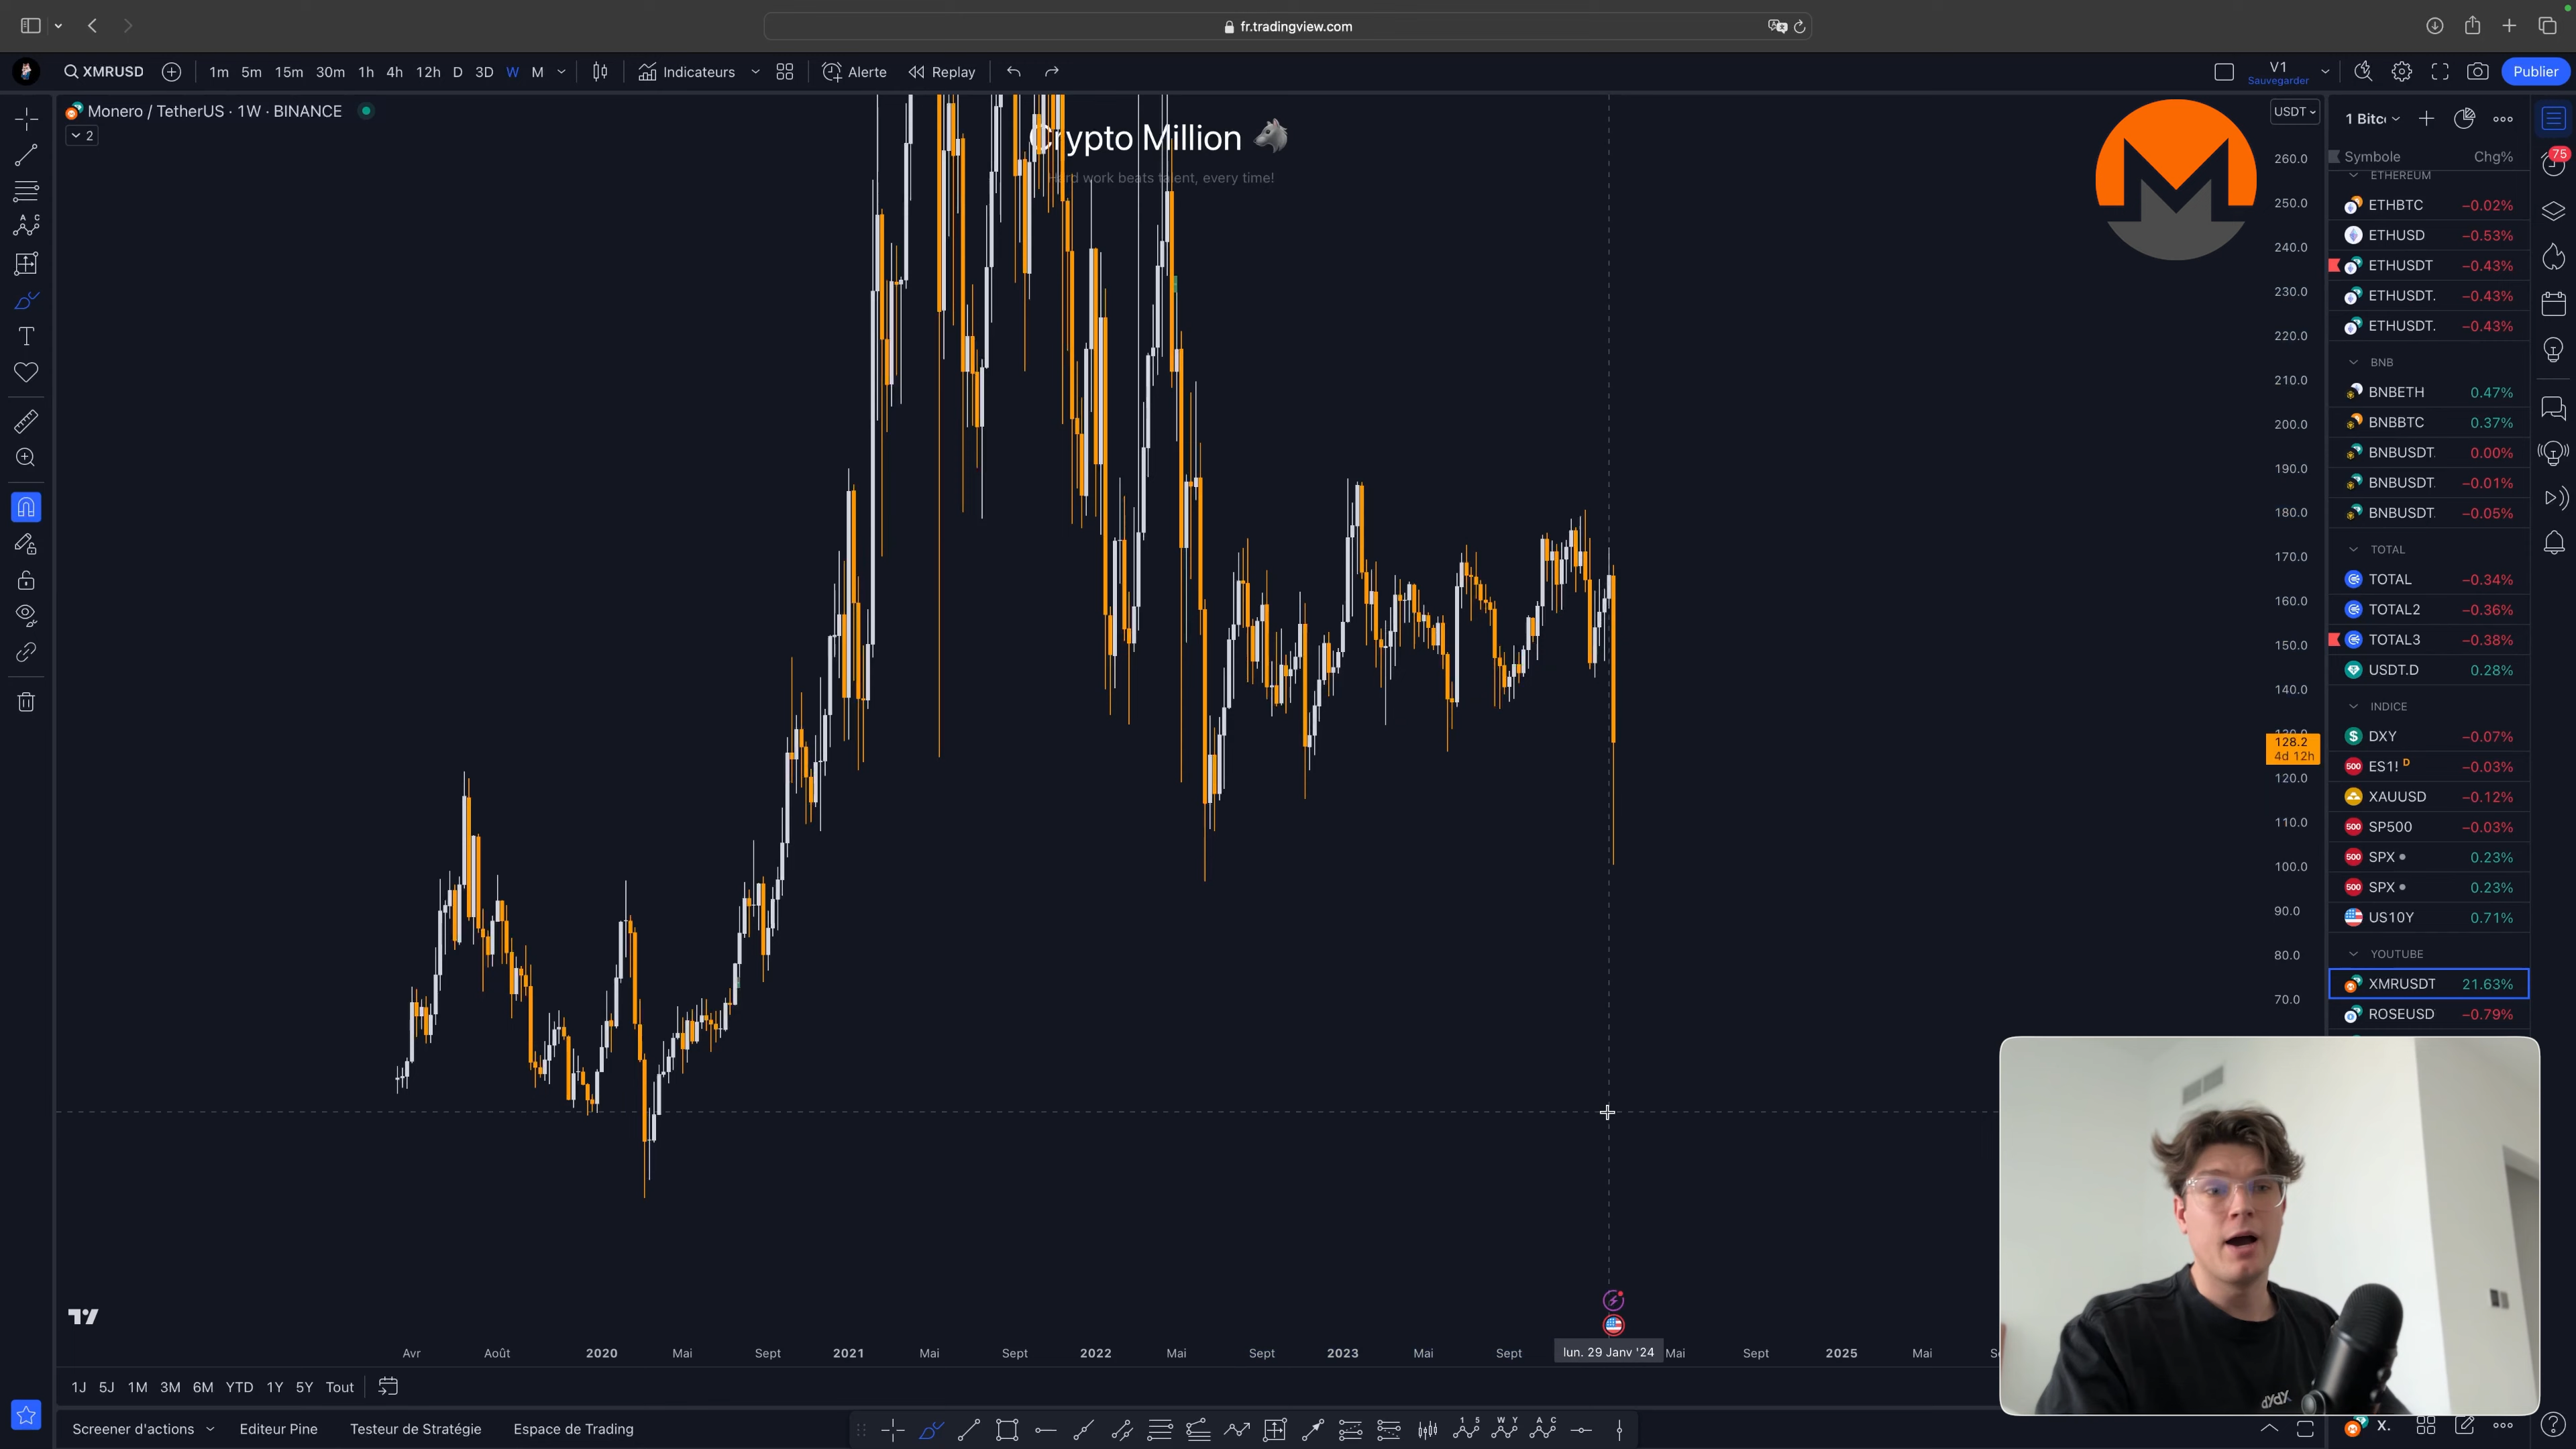 fr.tradingview.com
XMRUSD
1m 5m 15m 30m 1h 4h 12h D 3D W M
Indicateurs
Alerte
Replay
V1
Sauvegarder
Publier
Monero / TetherUS · 1W · BINANCE
2
Crypto Million
Hard work beats talent, every time!
USDT
260.0
250.0
240.0
230.0
220.0
210.0
200.0
190.0
180.0
170.0
160.0
150.0
140.0
128.2
4d 12h
120.0
110.0
100.0
90.0
80.0
70.0
1 Bitc
75
Symbole Chg%
ETHEREUM
ETHBTC −0.02%
ETHUSD −0.53%
ETHUSDT −0.43%
ETHUSDT. −0.43%
ETHUSDT. −0.43%
BNB
BNBETH 0.47%
BNBBTC 0.37%
BNBUSDT 0.00%
BNBUSDT −0.01%
BNBUSDT −0.05%
TOTAL
TOTAL −0.34%
TOTAL2 −0.36%
TOTAL3 −0.38%
USDT.D 0.28%
INDICE
DXY −0.07%
500 ES1! D −0.03%
XAUUSD −0.12%
500 SP500 −0.03%
500 SPX 0.23%
500 SPX 0.23%
US10Y 0.71%
YOUTUBE
XMRUSDT 21.63%
ROSEUSD −0.79%
dYdX
Avr Août 2020 Mai Sept 2021 Mai Sept 2022 Mai Sept 2023 Mai Sept lun. 29 Janv '24 Mai Sept 2025 Mai
1J 5J 1M 3M 6M YTD 1Y 5Y Tout
Screener d'actions
Editeur Pine
Testeur de Stratégie
Espace de Trading
X.